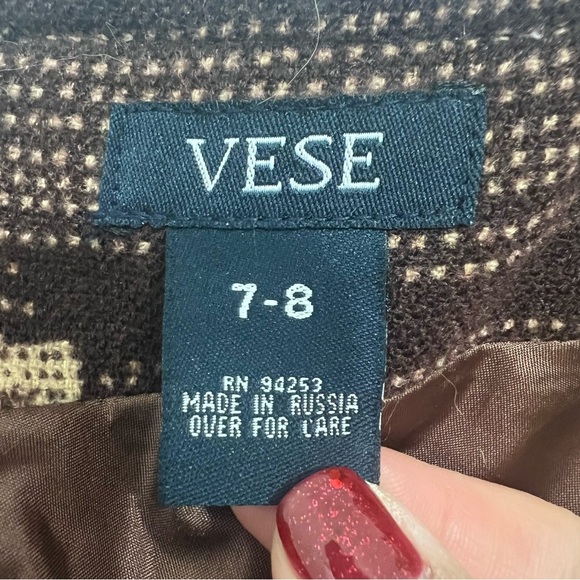 VESE
7-8
RN 94253
MADE IN RUSSIA
OVER FOR CARE